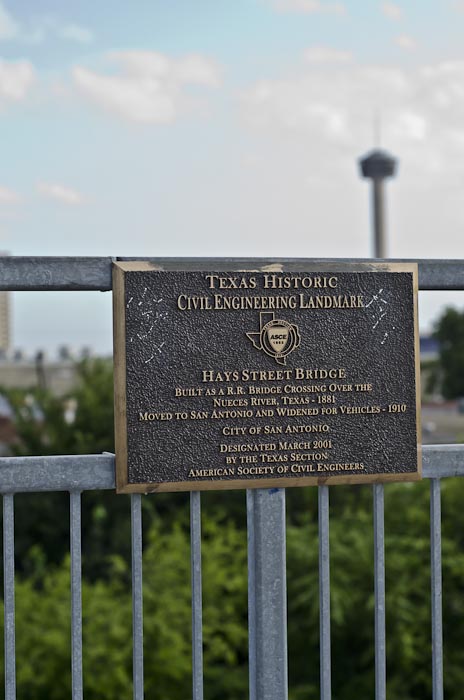 TEXAS HISTORIC
CIVIL ENGINEERING LANDMARK
ASCE
HAYS STREET BRIDGE
BUILT AS A R.R. BRIDGE CROSSING OVER THE
NUECES RIVER, TEXAS - 1881
MOVED TO SAN ANTONIO AND WIDENED FOR VEHICLES - 1910
CITY OF SAN ANTONIO
DESIGNATED MARCH 2001
BY THE TEXAS SECTION
AMERICAN SOCIETY OF CIVIL ENGINEERS